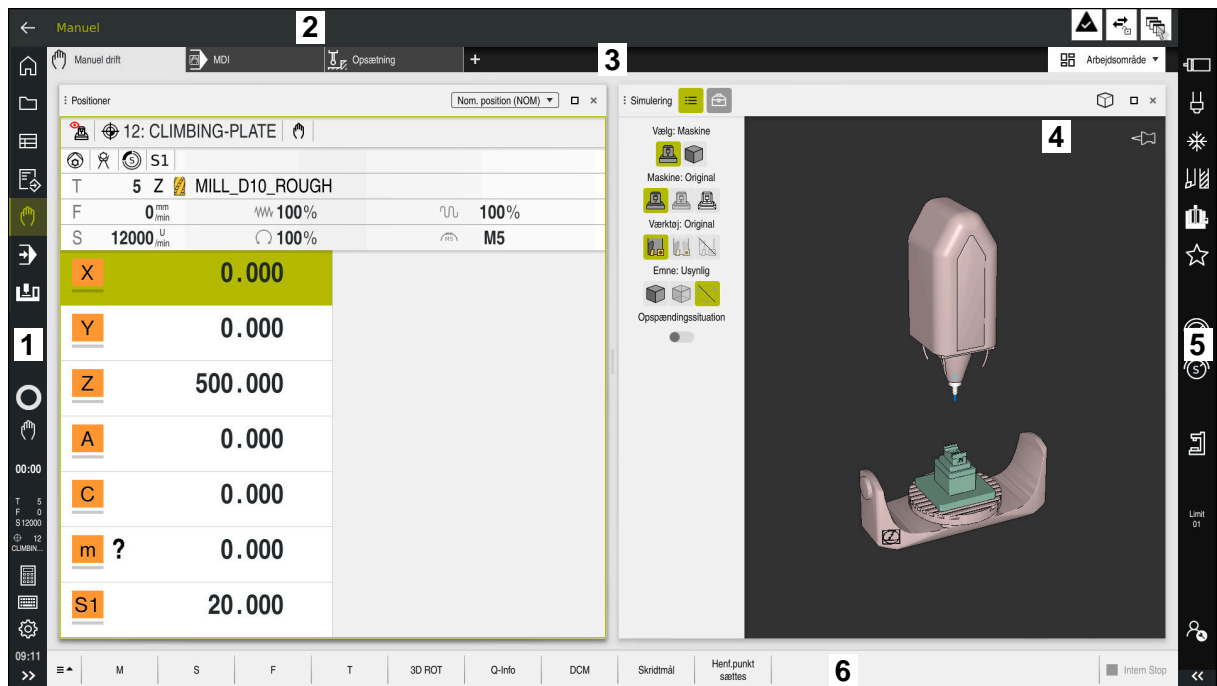 Manuel
2
Manuel drift
MDI
Opsætning
+
3
Arbejdsområde
Positioner
Nom. position (NOM)
12: CLIMBING-PLATE
S1
T 5 Z MILL_D10_ROUGH
F 0 mm/min 100% 100%
S 12000 U/min 100% M5
X 0.000
Y 0.000
Z 500.000
A 0.000
C 0.000
m ? 0.000
S1 20.000
Simulering
Vælg: Maskine
Maskine: Original
Værktøj: Original
Emne: Usynlig
Opspændingssituation
4
1
00:00
T 5
F 0
S 12000
12
CLIMBIN...
09:11
5
S
Limit
01
M
S
F
T
3D ROT
Q-Info
DCM
Skridtmål
Henf.punkt
sættes
6
Intern Stop